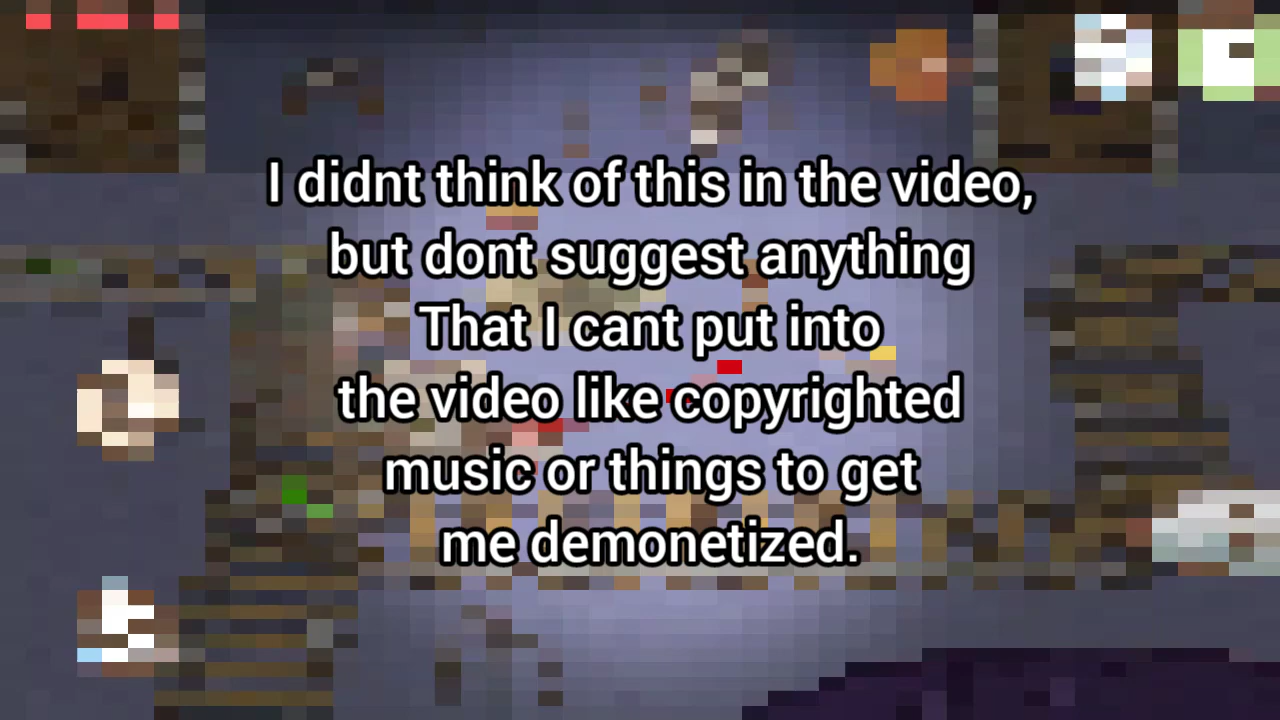 I didnt think of this in the video,
but dont suggest anything
That I cant put into
the video like copyrighted
music or things to get
me demonetized.